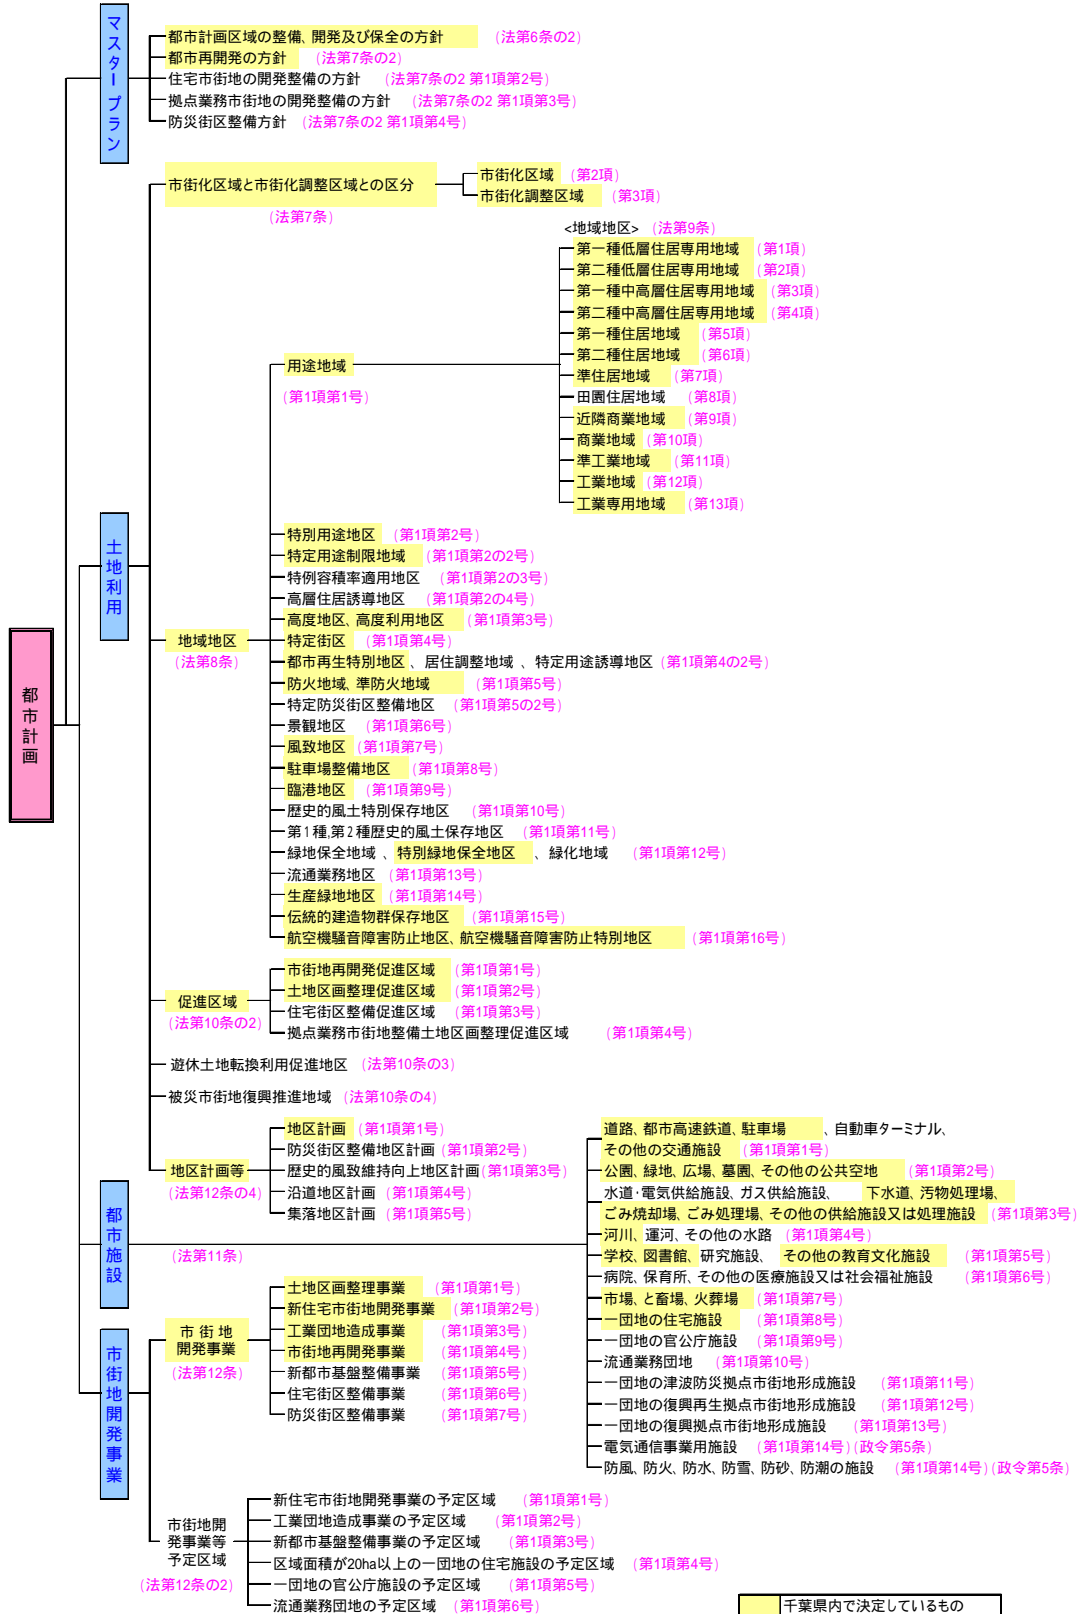 都市計画
マスタープラン
都市計画区域の整備、開発及び保全の方針 (法第6条の2)
都市再開発の方針 (法第7条の2)
住宅市街地の開発整備の方針 (法第7条の2 第1項第2号)
拠点業務市街地の開発整備の方針 (法第7条の2 第1項第3号)
防災街区整備方針 (法第7条の2 第1項第4号)
土地利用
市街化区域と市街化調整区域との区分
(法第7条)
市街化区域 (第2項)
市街化調整区域 (第3項)
地域地区
(法第8条)
用途地域
(第1項第1号)
<地域地区> (法第9条)
第一種低層住居専用地域 (第1項)
第二種低層住居専用地域 (第2項)
第一種中高層住居専用地域 (第3項)
第二種中高層住居専用地域 (第4項)
第一種住居地域 (第5項)
第二種住居地域 (第6項)
準住居地域 (第7項)
田園住居地域 (第8項)
近隣商業地域 (第9項)
商業地域 (第10項)
準工業地域 (第11項)
工業地域 (第12項)
工業専用地域 (第13項)
特別用途地区 (第1項第2号)
特定用途制限地域 (第1項第2の2号)
特例容積率適用地区 (第1項第2の3号)
高層住居誘導地区 (第1項第2の4号)
高度地区、高度利用地区 (第1項第3号)
特定街区 (第1項第4号)
都市再生特別地区、居住調整地域、特定用途誘導地区 (第1項第4の2号)
防火地域、準防火地域 (第1項第5号)
特定防災街区整備地区 (第1項第5の2号)
景観地区 (第1項第6号)
風致地区 (第1項第7号)
駐車場整備地区 (第1項第8号)
臨港地区 (第1項第9号)
歴史的風土特別保存地区 (第1項第10号)
第1種,第2種歴史的風土保存地区 (第1項第11号)
緑地保全地域、特別緑地保全地区、緑化地域 (第1項第12号)
流通業務地区 (第1項第13号)
生産緑地地区 (第1項第14号)
伝統的建造物群保存地区 (第1項第15号)
航空機騒音障害防止地区、航空機騒音障害防止特別地区 (第1項第16号)
促進区域
(法第10条の2)
市街地再開発促進区域 (第1項第1号)
土地区画整理促進区域 (第1項第2号)
住宅街区整備促進区域 (第1項第3号)
拠点業務市街地整備土地区画整理促進区域 (第1項第4号)
遊休土地転換利用促進地区 (法第10条の3)
被災市街地復興推進地域 (法第10条の4)
地区計画等
(法第12条の4)
地区計画 (第1項第1号)
防災街区整備地区計画 (第1項第2号)
歴史的風致維持向上地区計画 (第1項第3号)
沿道地区計画 (第1項第4号)
集落地区計画 (第1項第5号)
都市施設
(法第11条)
道路、都市高速鉄道、駐車場、自動車ターミナル、
その他の交通施設 (第1項第1号)
公園、緑地、広場、墓園、その他の公共空地 (第1項第2号)
水道・電気供給施設、ガス供給施設、下水道、汚物処理場、
ごみ焼却場、ごみ処理場、その他の供給施設又は処理施設 (第1項第3号)
河川、運河、その他の水路 (第1項第4号)
学校、図書館、研究施設、その他の教育文化施設 (第1項第5号)
病院、保育所、その他の医療施設又は社会福祉施設 (第1項第6号)
市場、と畜場、火葬場 (第1項第7号)
一団地の住宅施設 (第1項第8号)
一団地の官公庁施設 (第1項第9号)
流通業務団地 (第1項第10号)
一団地の津波防災拠点市街地形成施設 (第1項第11号)
一団地の復興再生拠点市街地形成施設 (第1項第12号)
一団地の復興拠点市街地形成施設 (第1項第13号)
電気通信事業用施設 (第1項第14号)(政令第5条)
防風、防火、防水、防雪、防砂、防潮の施設 (第1項第14号)(政令第5条)
市街地開発事業
市街地
開発事業
(法第12条)
土地区画整理事業 (第1項第1号)
新住宅市街地開発事業 (第1項第2号)
工業団地造成事業 (第1項第3号)
市街地再開発事業 (第1項第4号)
新都市基盤整備事業 (第1項第5号)
住宅街区整備事業 (第1項第6号)
防災街区整備事業 (第1項第7号)
市街地開
発事業等
予定区域
(法第12条の2)
新住宅市街地開発事業の予定区域 (第1項第1号)
工業団地造成事業の予定区域 (第1項第2号)
新都市基盤整備事業の予定区域 (第1項第3号)
区域面積が20ha以上の一団地の住宅施設の予定区域 (第1項第4号)
一団地の官公庁施設の予定区域 (第1項第5号)
流通業務団地の予定区域 (第1項第6号)
千葉県内で決定しているもの